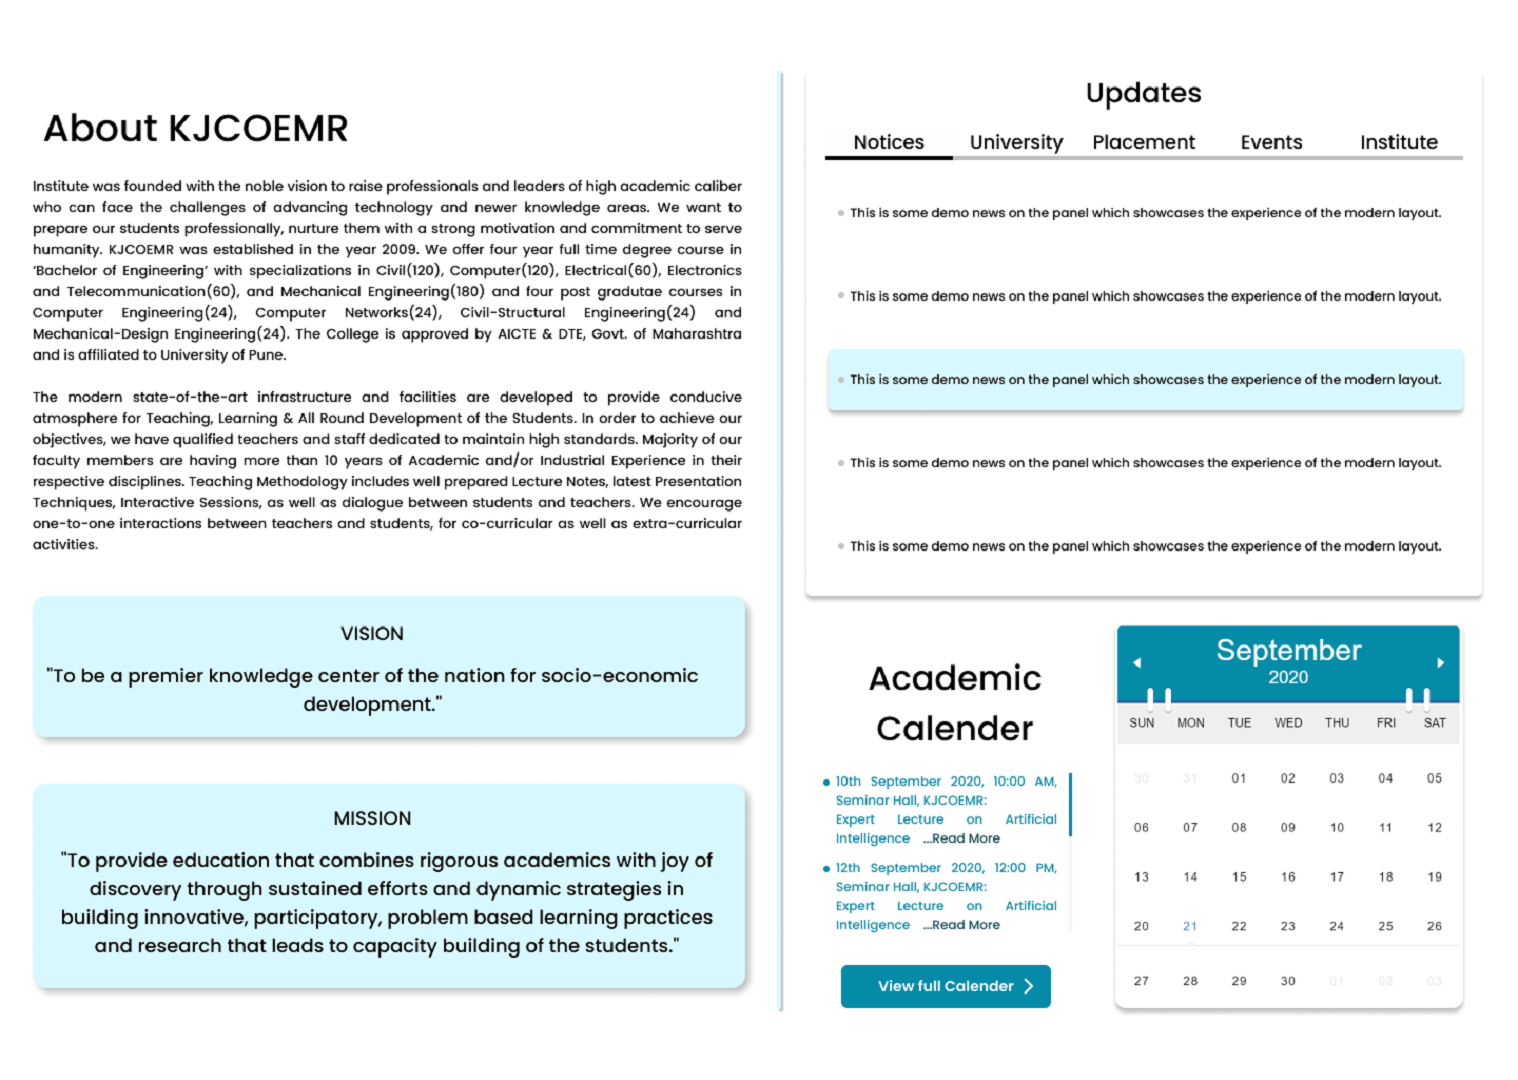 About KJCOEMR
Institute was founded with the noble vision to raise professionals and leaders of high academic caliber
who can face the challenges of advancing technology and newer knowledge areas. We want to
prepare our students professionally, nurture them with a strong motivation and commitment to serve
humanity. KJCOEMR was established in the year 2009. We offer four year full time degree course in
'Bachelor of Engineering' with specializations in Civil(120), Computer(120), Electrical(60), Electronics
and Telecommunication(60), and Mechanical Engineering(180) and four post gradutae courses in
Computer Engineering(24), Computer Networks(24), Civil-Structural Engineering(24) and
Mechanical-Design Engineering(24). The College is approved by AICTE & DTE, Govt. of Maharashtra
and is affiliated to University of Pune.
The modern state-of-the-art infrastructure and facilities are developed to provide conducive
atmosphere for Teaching, Learning & All Round Development of the Students. In order to achieve our
objectives, we have qualified teachers and staff dedicated to maintain high standards. Majority of our
faculty members are having more than 10 years of Academic and/or Industrial Experience in their
respective disciplines. Teaching Methodology includes well prepared Lecture Notes, latest Presentation
Techniques, Interactive Sessions, as well as dialogue between students and teachers. We encourage
one-to-one interactions between teachers and students, for co-curricular as well as extra-curricular
activities.
VISION
"To be a premier knowledge center of the nation for socio-economic
development."
MISSION
"To provide education that combines rigorous academics with joy of
discovery through sustained efforts and dynamic strategies in
building innovative, participatory, problem based learning practices
and research that leads to capacity building of the students."
Updates
Notices University Placement Events Institute
This is some demo news on the panel which showcases the experience of the modern layout.
This is some demo news on the panel which showcases the experience of the modern layout.
This is some demo news on the panel which showcases the experience of the modern layout.
This is some demo news on the panel which showcases the experience of the modern layout.
This is some demo news on the panel which showcases the experience of the modern layout.
Academic
Calender
10th September 2020, 10:00 AM,
Seminar Hall, KJCOEMR:
Expert Lecture on Artificial
Intelligence ...Read More
12th September 2020, 12:00 PM,
Seminar Hall, KJCOEMR:
Expert Lecture on Artificial
Intelligence ...Read More
View full Calender
September
2020
SUN MON TUE WED THU FRI SAT
30 31 01 02 03 04 05
06 07 08 09 10 11 12
13 14 15 16 17 18 19
20 21 22 23 24 25 26
27 28 29 30 01 02 03